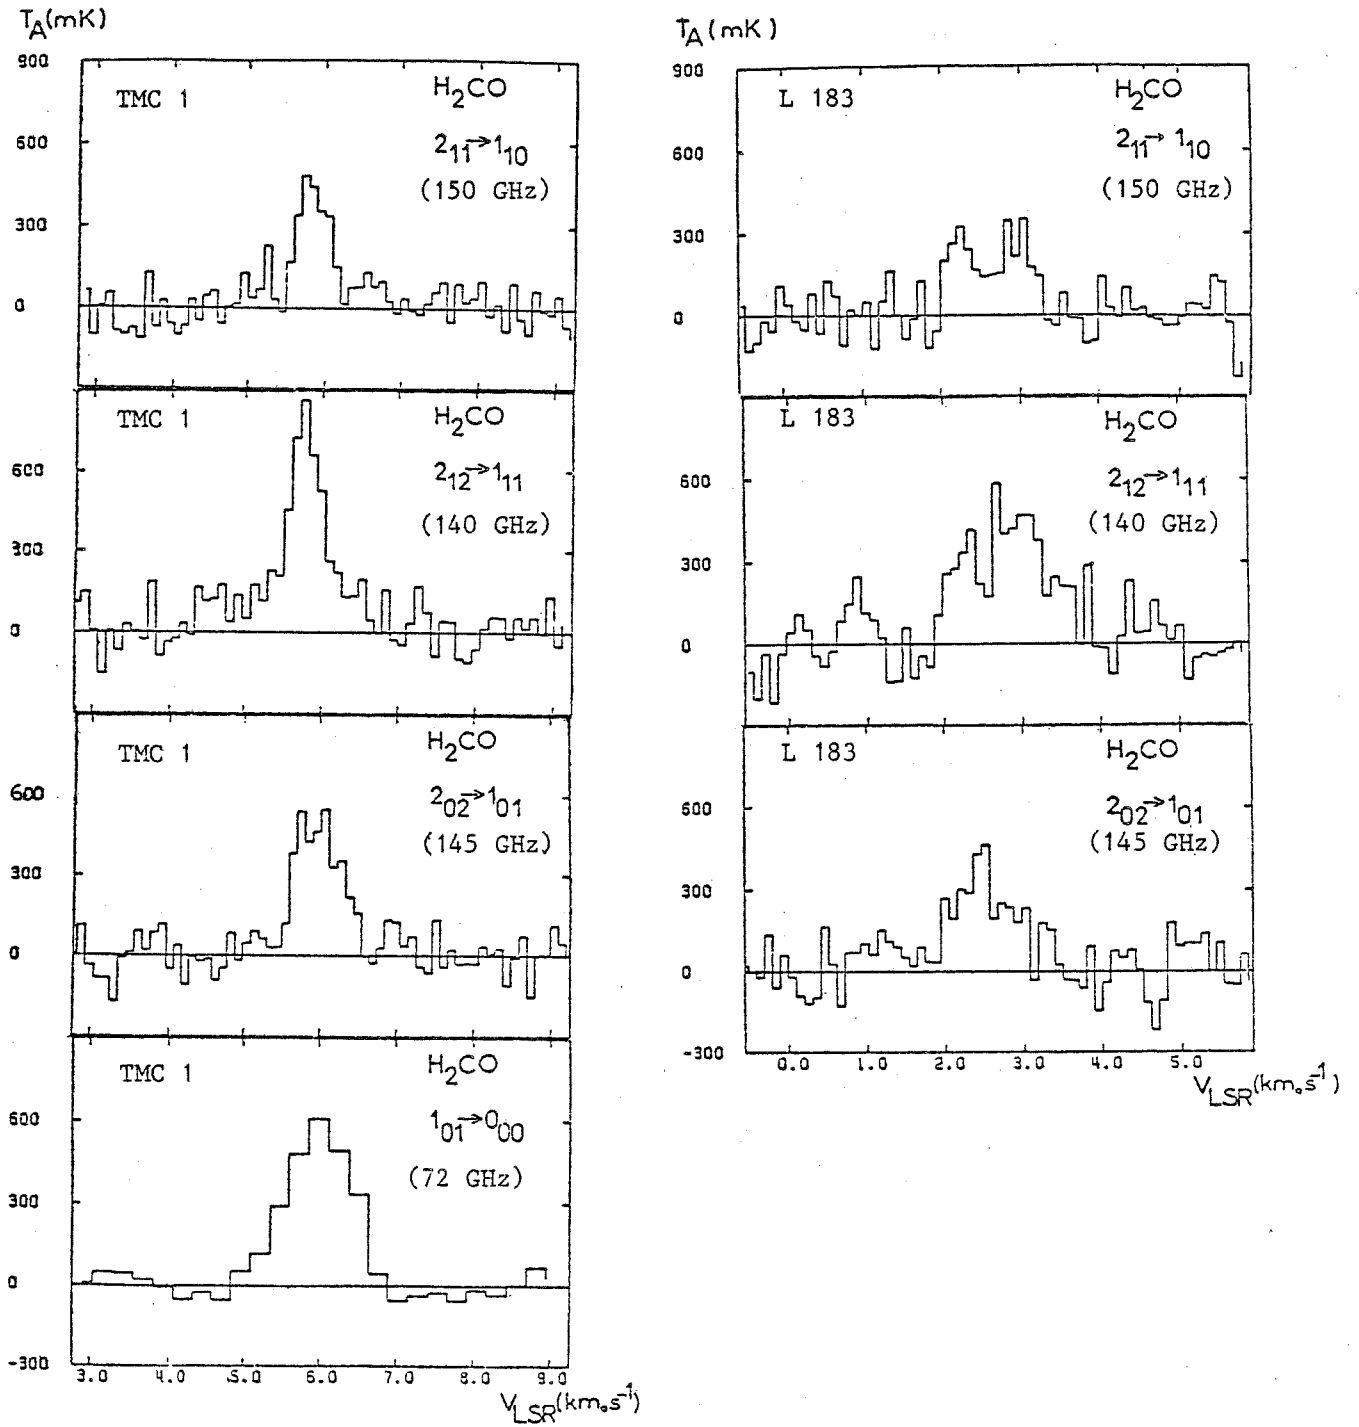 T_A(mK)
900
TMC 1
H₂CO
2₁₁→1₁₀
(150 GHz)
600
300
0
TMC 1
H₂CO
2₁₂→1₁₁
(140 GHz)
600
300
0
TMC 1
H₂CO
2₀₂→1₀₁
(145 GHz)
600
300
0
TMC 1
H₂CO
1₀₁→0₀₀
(72 GHz)
600
300
0
-300
3.0 4.0 5.0 6.0 7.0 8.0 9.0
V_LSR(km.s⁻¹)
T_A(mK)
900
L 183
H₂CO
2₁₁→1₁₀
(150 GHz)
600
300
0
L 183
H₂CO
2₁₂→1₁₁
(140 GHz)
600
300
0
L 183
H₂CO
2₀₂→1₀₁
(145 GHz)
600
300
0
-300
0.0 1.0 2.0 3.0 4.0 5.0
V_LSR(km.s⁻¹)